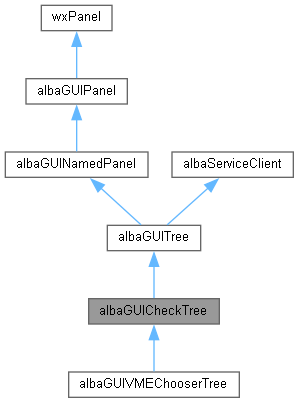 wxPanel
albaGUIPanel
albaGUINamedPanel
albaServiceClient
albaGUITree
albaGUICheckTree
albaGUIVMEChooserTree